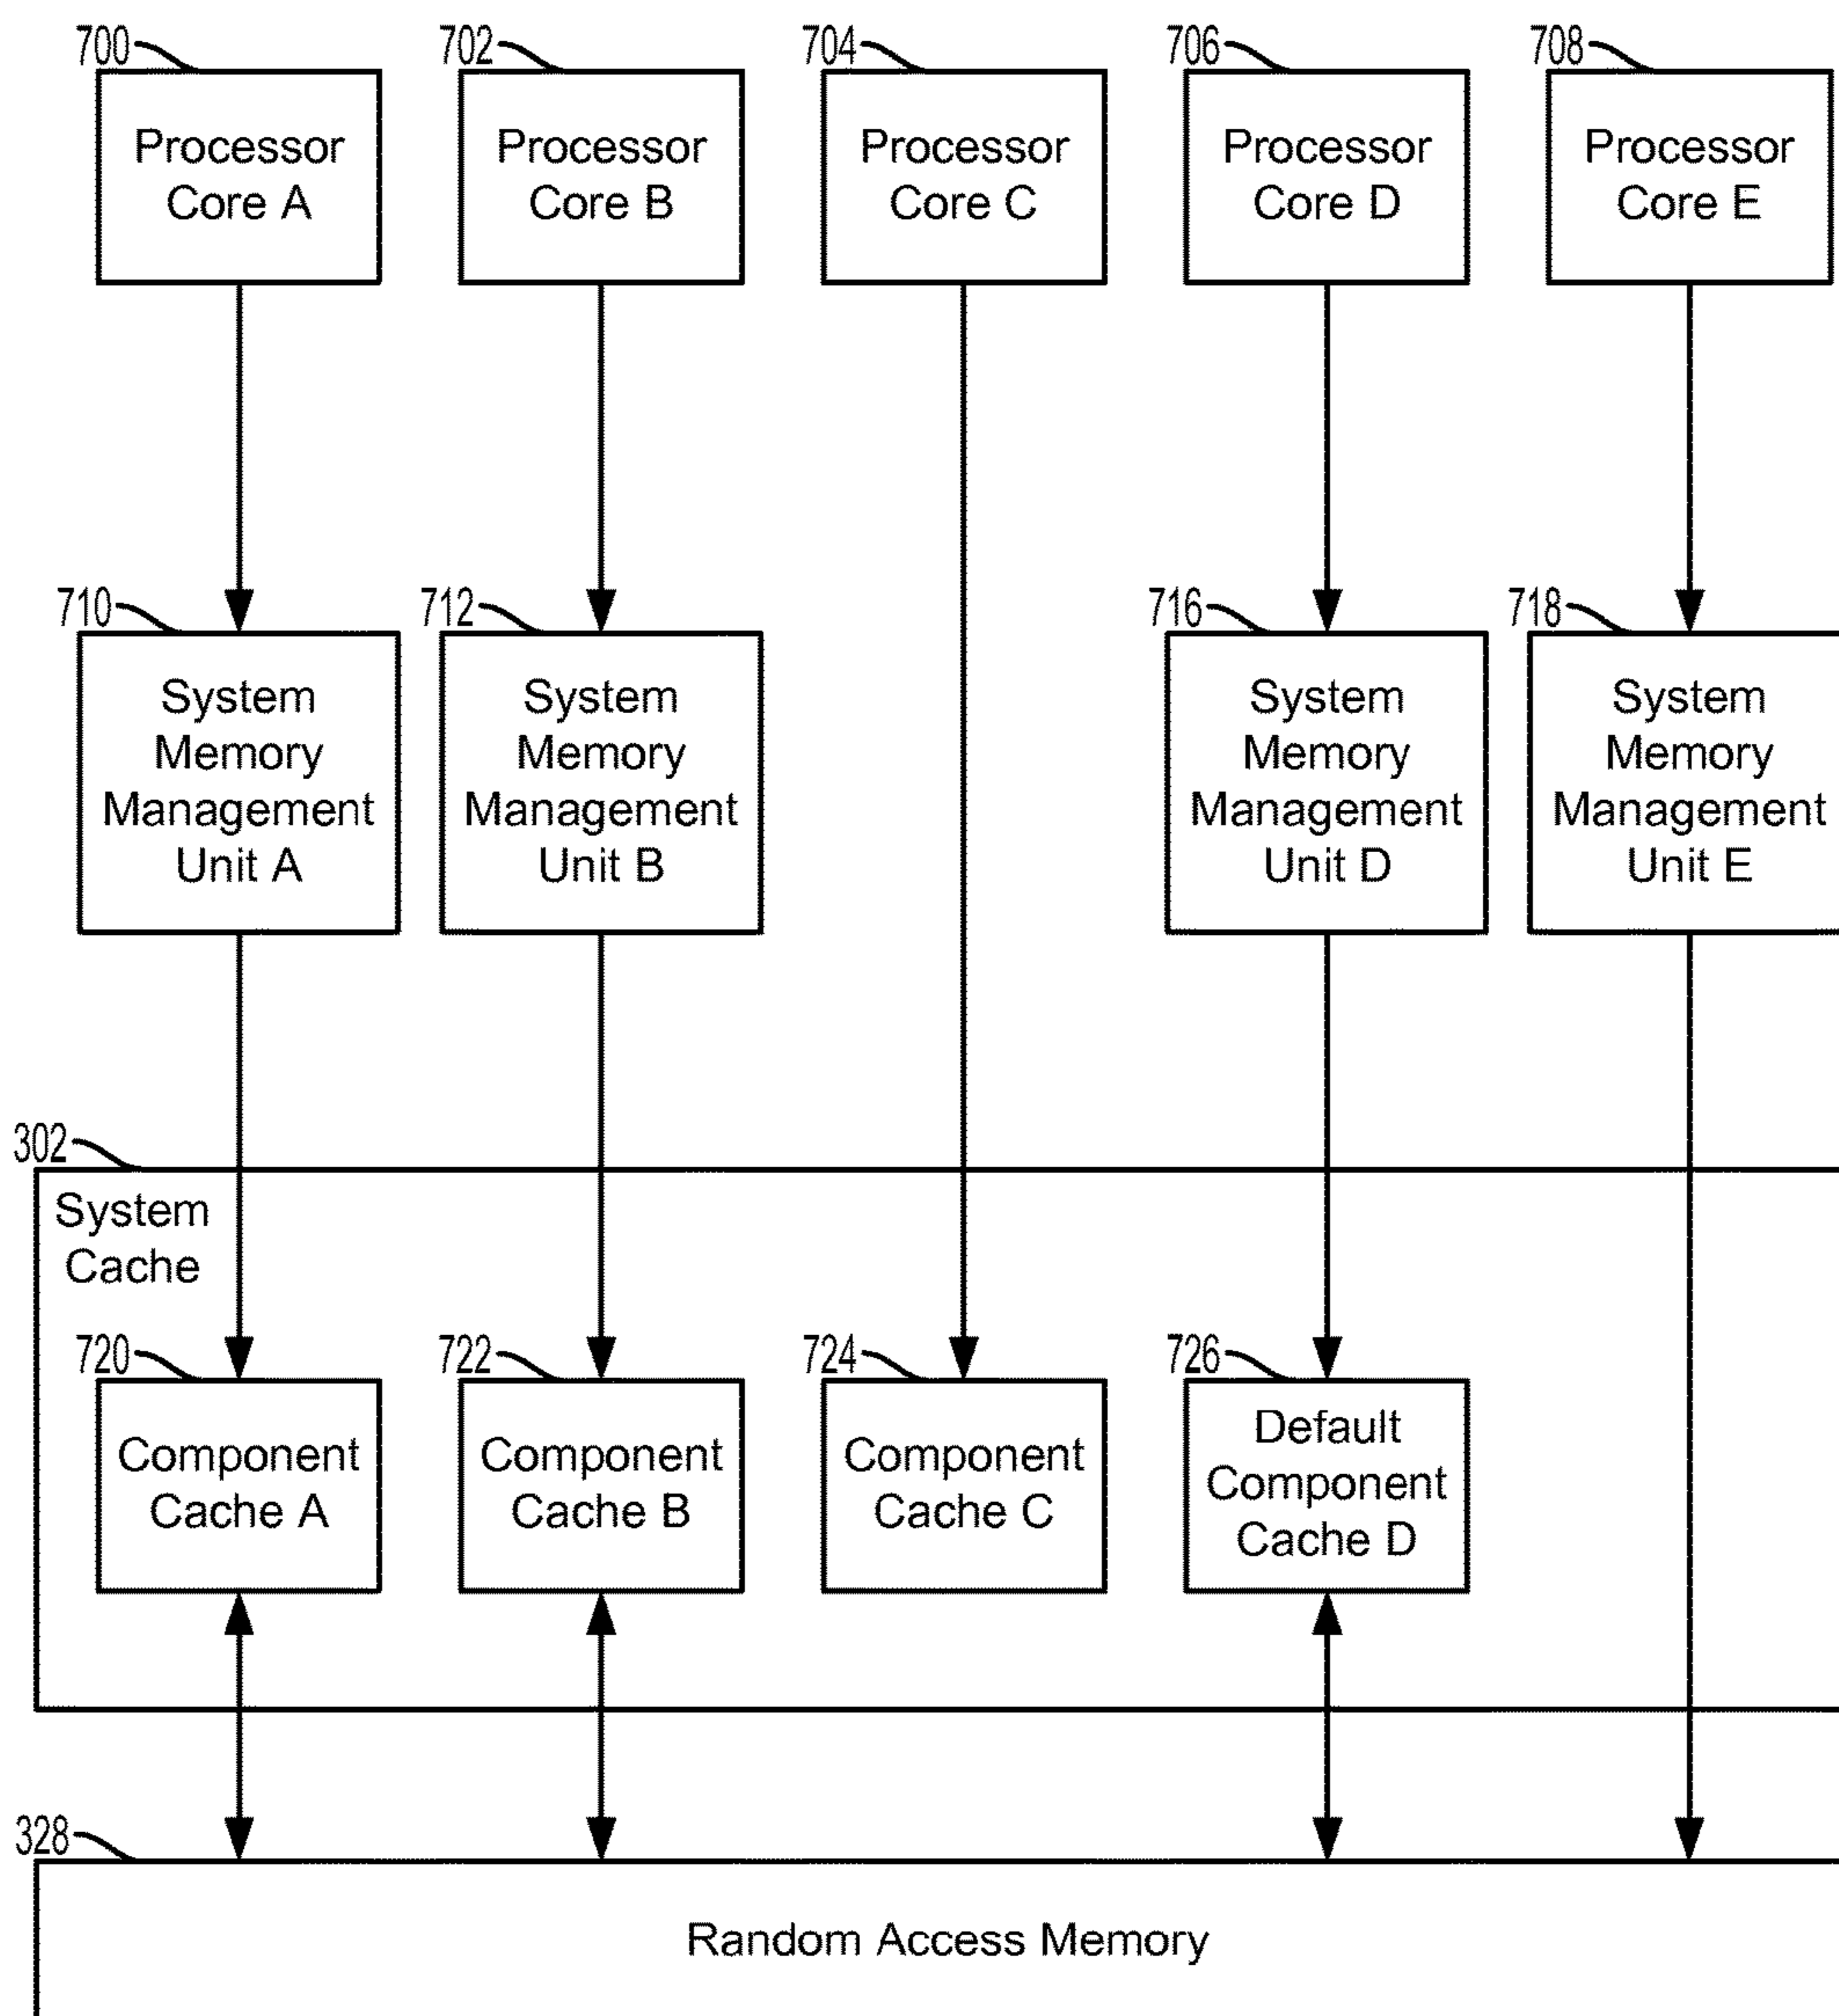 700
702
704
706
708
Processor
Core A
Processor
Core B
Processor
Core C
Processor
Core D
Processor
Core E
710
712
716
718
System
Memory
Management
Unit A
System
Memory
Management
Unit B
System
Memory
Management
Unit D
System
Memory
Management
Unit E
302
System
Cache
720
722
724
726
Component
Cache A
Component
Cache B
Component
Cache C
Default
Component
Cache D
328
Random Access Memory